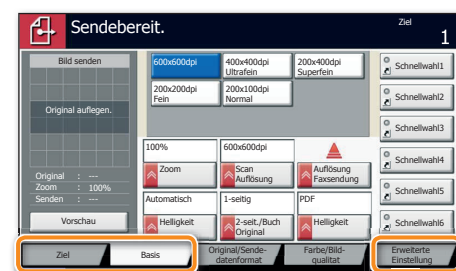 Sendebereit.
Ziel
1
Bild senden
Original auflegen.
Original : ---
Zoom : 100%
Senden : ---
Vorschau
600x600dpi
400x400dpi
Ultrafein
200x400dpi
Superfein
200x200dpi
Fein
200x100dpi
Normal
100%
Zoom
600x600dpi
Scan
Auflösung
Auflösung
Faxsendung
Automatisch
Helligkeit
1-seitig
2-seit./Buch
Original
PDF
Helligkeit
Schnellwahl1
Schnellwahl2
Schnellwahl3
Schnellwahl4
Schnellwahl5
Schnellwahl6
Ziel
Basis
Original/Sende-
datenformat
Farbe/Bild-
qualitat
Erweiterte
Einstellung